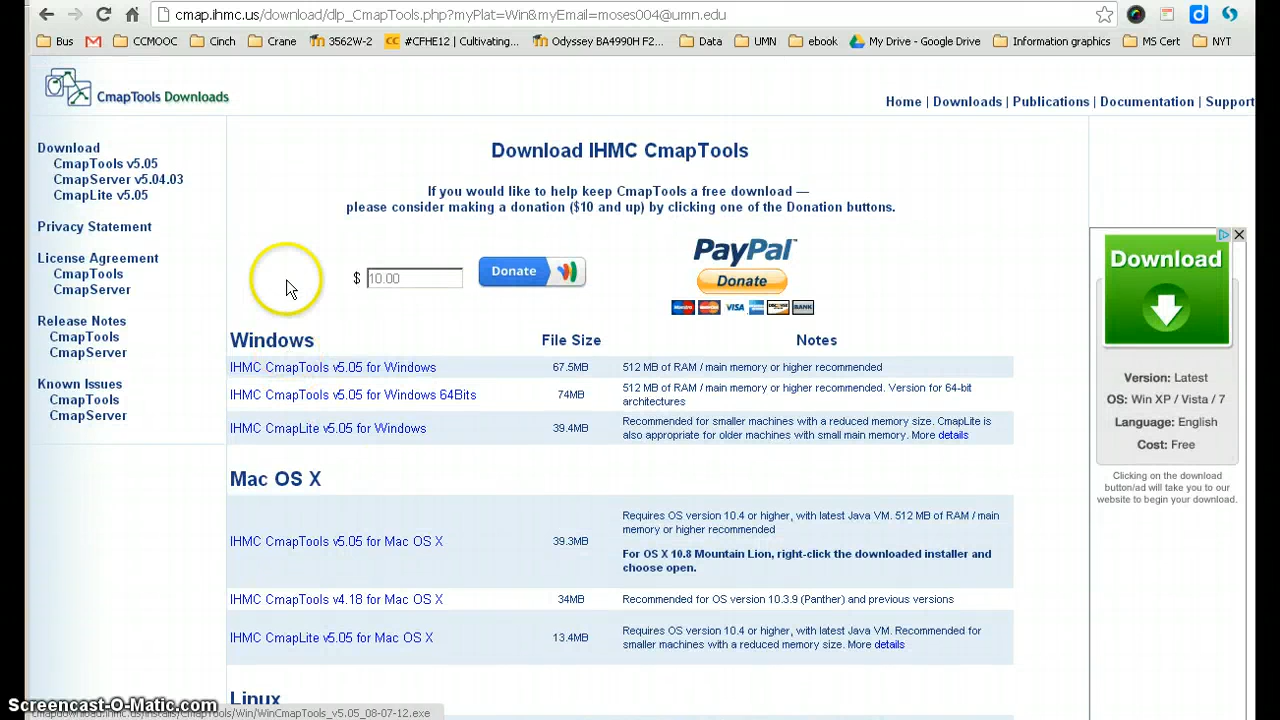 cmap.ihmc.us/download/dlp_CmapTools.php?myPlat=Win&myEmail=moses004@umn.edu
Bus CCMOOC Cinch Crane 3562W-2 #CFHE12 | Cultivating... Odyssey BA4990H F2... Data UMN ebook My Drive - Google Drive Information graphics MS Cert NYT
CmapTools Downloads
Home | Downloads | Publications | Documentation | Support
Download
CmapTools v5.05
CmapServer v5.04.03
CmapLite v5.05
Privacy Statement
License Agreement
CmapTools
CmapServer
Release Notes
CmapTools
CmapServer
Known Issues
CmapTools
CmapServer
Download IHMC CmapTools
If you would like to help keep CmapTools a free download —
please consider making a donation ($10 and up) by clicking one of the Donation buttons.
$ 10.00 Donate
PayPal
Donate
VISA BANK
Windows File Size Notes
IHMC CmapTools v5.05 for Windows 67.5MB 512 MB of RAM / main memory or higher recommended
IHMC CmapTools v5.05 for Windows 64Bits 74MB 512 MB of RAM / main memory or higher recommended. Version for 64-bit
architectures
IHMC CmapLite v5.05 for Windows 39.4MB Recommended for smaller machines with a reduced memory size. CmapLite is
also appropriate for older machines with small main memory. More details
Mac OS X
IHMC CmapTools v5.05 for Mac OS X 39.3MB Requires OS version 10.4 or higher, with latest Java VM. 512 MB of RAM / main
memory or higher recommended
For OS X 10.8 Mountain Lion, right-click the downloaded installer and
choose open.
IHMC CmapTools v4.18 for Mac OS X 34MB Recommended for OS version 10.3.9 (Panther) and previous versions
IHMC CmapLite v5.05 for Mac OS X 13.4MB Requires OS version 10.4 or higher, with latest Java VM. Recommended for
smaller machines with a reduced memory size. More details
Linux
Download
Version: Latest
OS: Win XP / Vista / 7
Language: English
Cost: Free
Clicking on the download
button/ad will take you to our
website to begin your download.
Screencast-O-Matic.com
cmapdownload.ihmc.us/installs/CmapTools/Win/WinCmapTools_v5.05_08-07-12.exe